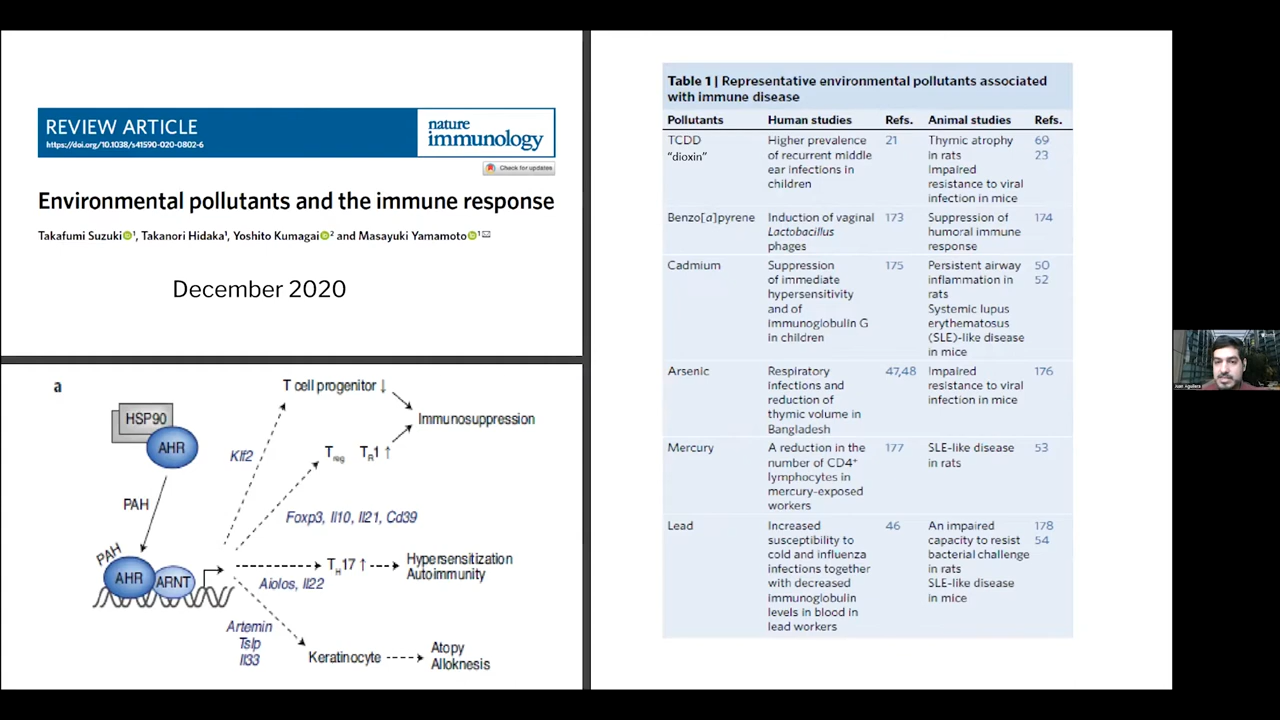 REVIEW ARTICLE
https://doi.org/10.1038/s41590-020-0802-6
nature
immunology
Check for updates
Environmental pollutants and the immune response
Takafumi Suzuki 1, Takanori Hidaka1, Yoshito Kumagai 2 and Masayuki Yamamoto 1
December 2020
a
HSP90
AHR
PAH
PAH
AHR
ARNT
Klf2
T cell progenitor ↓
Immunosuppression
Treg TR1 ↑
Foxp3, Il10, Il21, Cd39
TH17 ↑
Hypersensitization
Autoimmunity
Aiolos, Il22
Artemin
Tslp
Il33
Keratinocyte
Atopy
Alloknesis
Table 1 | Representative environmental pollutants associated
with immune disease
Pollutants Human studies Refs. Animal studies Refs.
TCDD Higher prevalence 21 Thymic atrophy 69
"dioxin" of recurrent middle in rats 23
ear infections in Impaired
children resistance to viral
infection in mice
Benzo[a]pyrene Induction of vaginal 173 Suppression of 174
Lactobacillus humoral immune
phages response
Cadmium Suppression 175 Persistent airway 50
of immediate inflammation in 52
hypersensitivity rats
and of Systemic lupus
immunoglobulin G erythematosus
in children (SLE)-like disease
in mice
Arsenic Respiratory 47,48 Impaired 176
infections and resistance to viral
reduction of infection in mice
thymic volume in
Bangladesh
Mercury A reduction in the 177 SLE-like disease 53
number of CD4+ in rats
lymphocytes in
mercury-exposed
workers
Lead Increased 46 An impaired 178
susceptibility to capacity to resist 54
cold and influenza bacterial challenge
infections together in rats
with decreased SLE-like disease
immunoglobulin in mice
levels in blood in
lead workers
Juan Aguilera